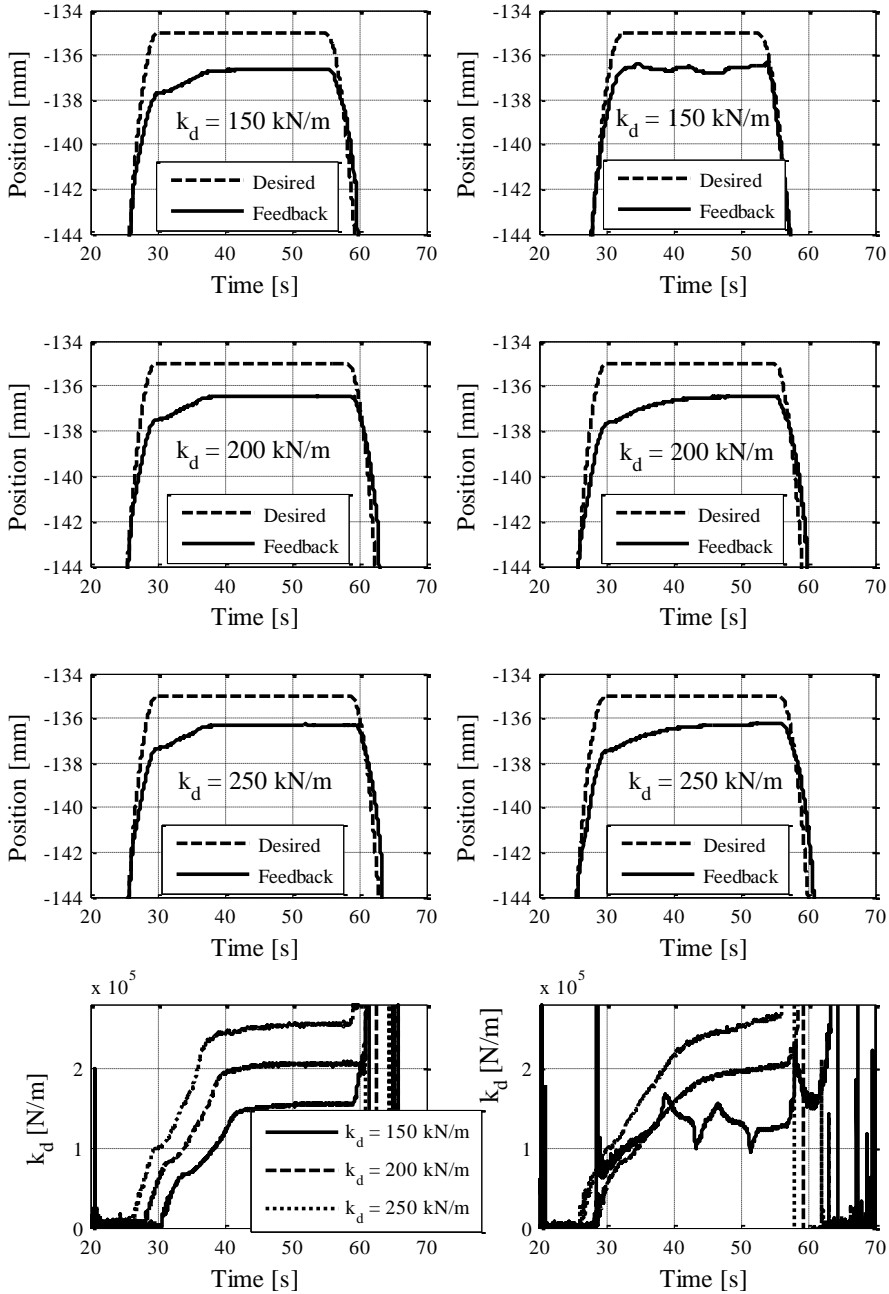 -134
-136
-138
-140
-142
-144
Position [mm]
k_d = 150 kN/m
Desired
Feedback
20 30 40 50 60 70
Time [s]
-134
-136
-138
-140
-142
-144
Position [mm]
k_d = 150 kN/m
Desired
Feedback
20 30 40 50 60 70
Time [s]
-134
-136
-138
-140
-142
-144
Position [mm]
k_d = 200 kN/m
Desired
Feedback
20 30 40 50 60 70
Time [s]
-134
-136
-138
-140
-142
-144
Position [mm]
k_d = 200 kN/m
Desired
Feedback
20 30 40 50 60 70
Time [s]
-134
-136
-138
-140
-142
-144
Position [mm]
k_d = 250 kN/m
Desired
Feedback
20 30 40 50 60 70
Time [s]
-134
-136
-138
-140
-142
-144
Position [mm]
k_d = 250 kN/m
Desired
Feedback
20 30 40 50 60 70
Time [s]
x 10^5
2
1
0
k_d [N/m]
k_d = 150 kN/m
k_d = 200 kN/m
k_d = 250 kN/m
20 30 40 50 60 70
Time [s]
x 10^5
2
1
0
k_d [N/m]
20 30 40 50 60 70
Time [s]